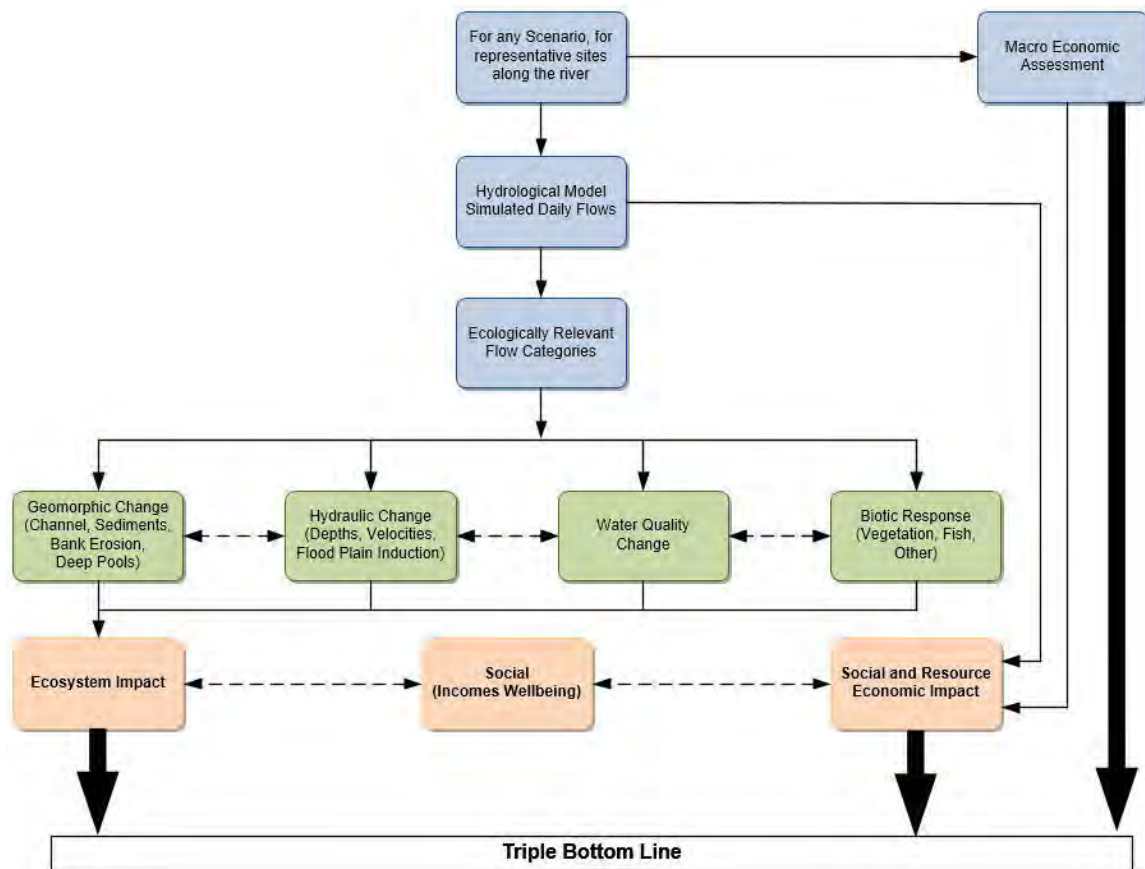 For any Scenario, for
representative sites
along the river
Macro Economic
Assessment
Hydrological Model
Simulated Daily Flows
Ecologically Relevant
Flow Categories
Geomorphic Change
(Channel, Sediments,
Bank Erosion,
Deep Pools)
Hydraulic Change
(Depths, Velocities,
Flood Plain Induction)
Water Quality
Change
Biotic Response
(Vegetation, Fish,
Other)
Ecosystem Impact
Social
(Incomes Wellbeing)
Social and Resource
Economic Impact
Triple Bottom Line